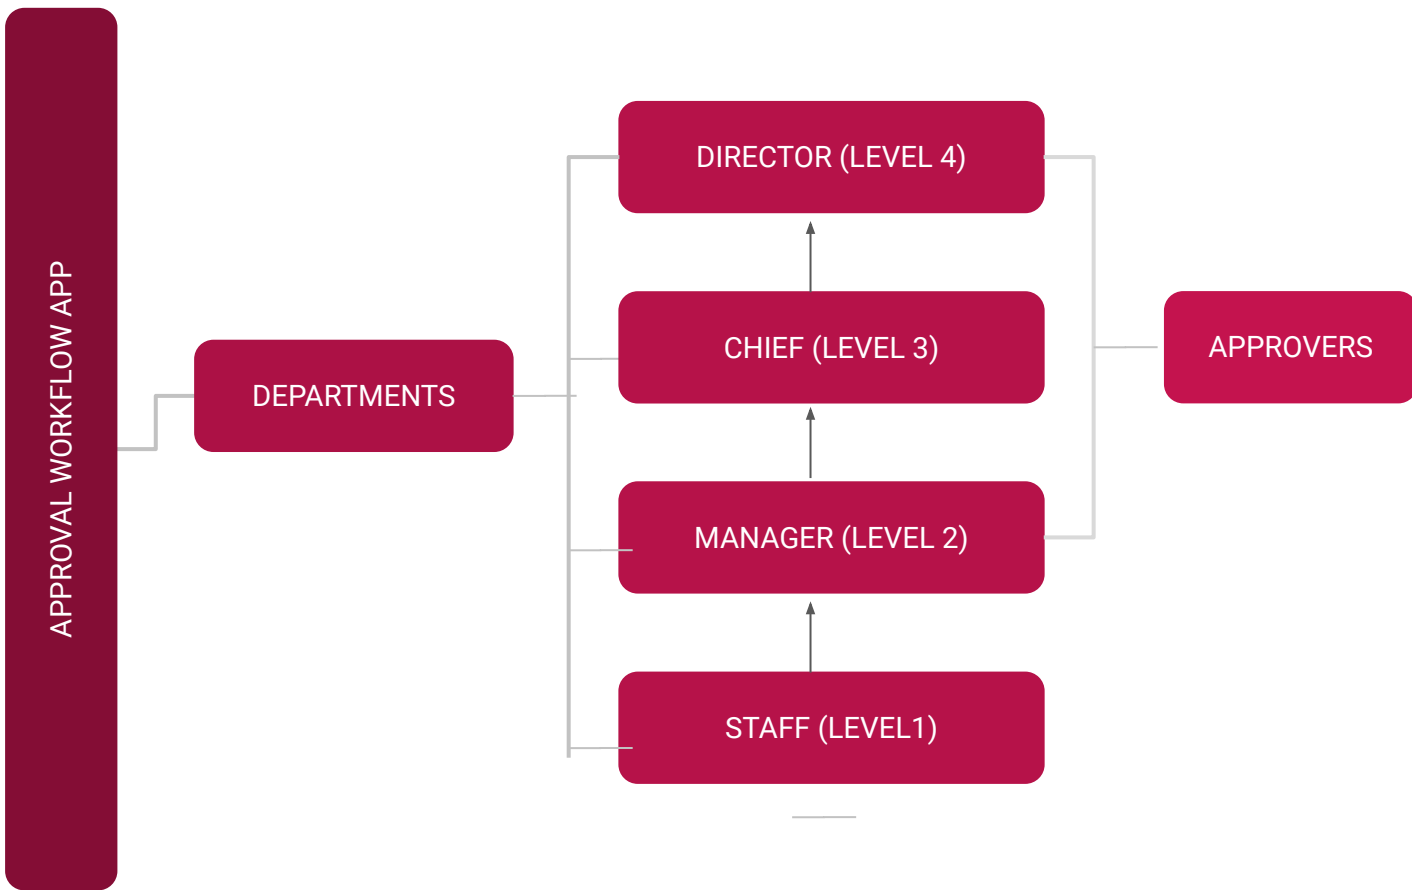 APPROVAL WORKFLOW APP
DEPARTMENTS
DIRECTOR (LEVEL 4)
CHIEF (LEVEL 3)
MANAGER (LEVEL 2)
STAFF (LEVEL1)
APPROVERS